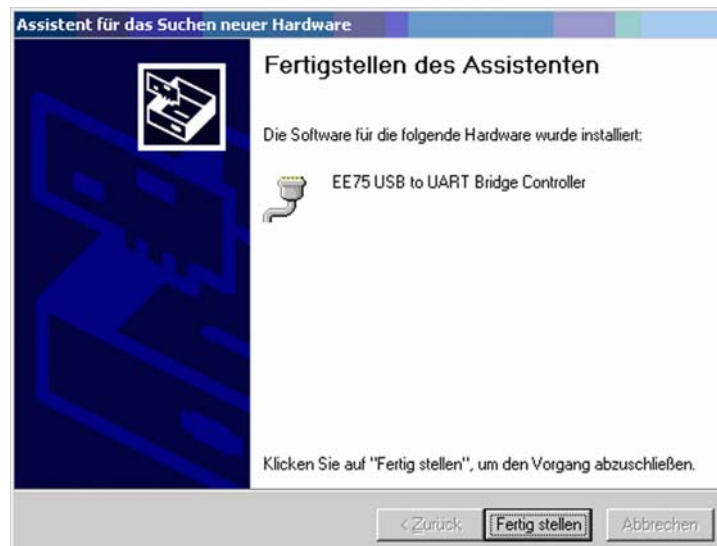 Assistent für das Suchen neuer Hardware
Fertigstellen des Assistenten
Die Software für die folgende Hardware wurde installiert:
EE75 USB to UART Bridge Controller
Klicken Sie auf "Fertig stellen", um den Vorgang abzuschließen.
< Zurück Fertig stellen Abbrechen